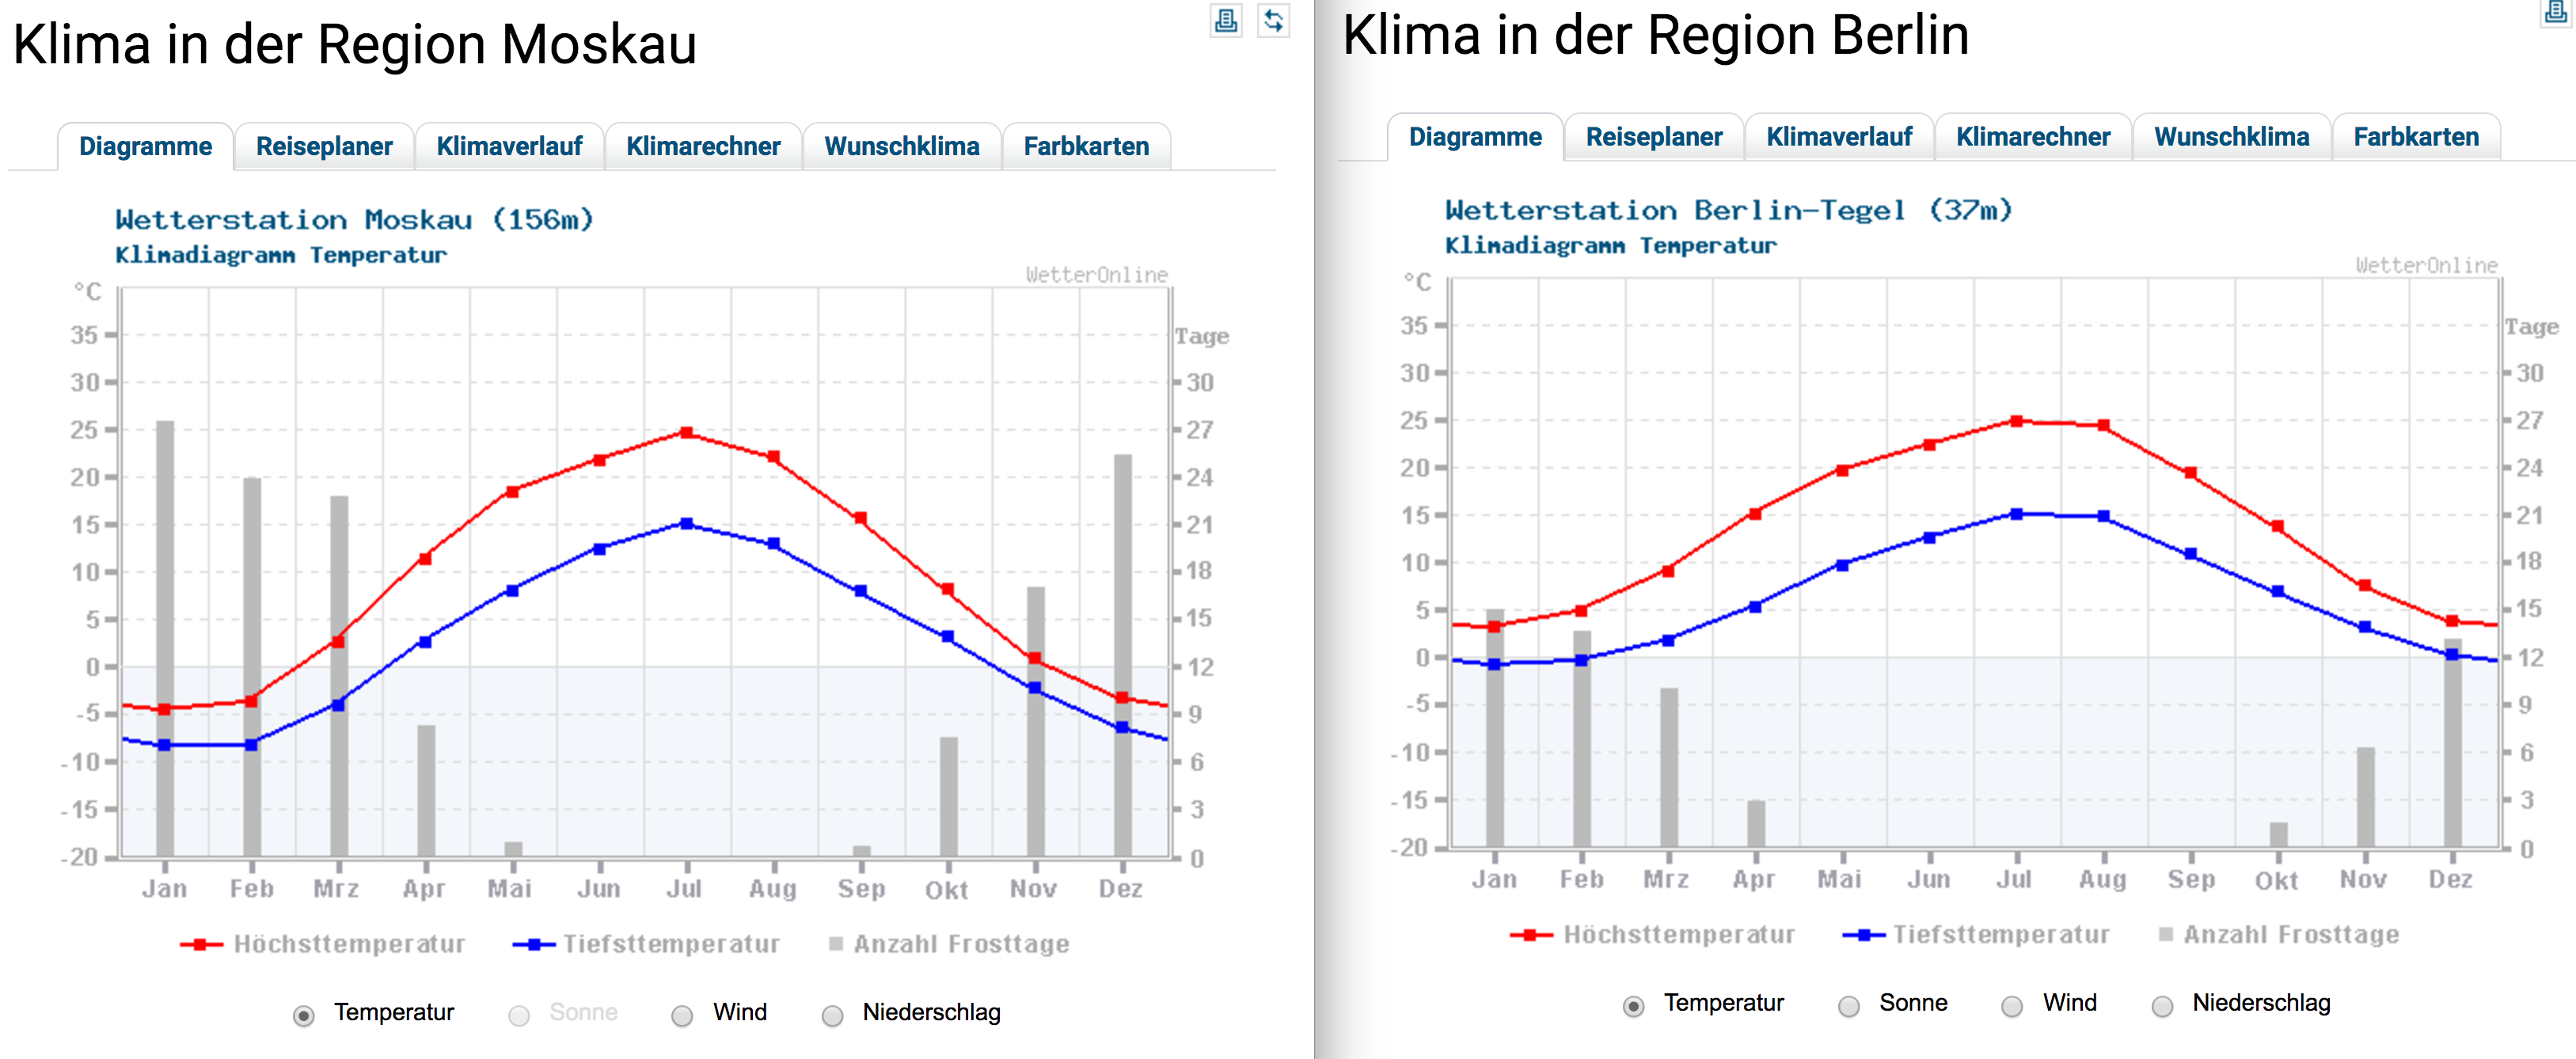 Klima in der Region Moskau
Diagramme Reiseplaner Klimaverlauf Klimarechner Wunschklima Farbkarten
Wetterstation Moskau (156m)
Klimadiagramm Temperatur
WetterOnline
°C
Tage
35
30
25
20
15
10
5
0
-5
-10
-15
-20
30
27
24
21
18
15
12
9
6
3
0
Jan Feb Mrz Apr Mai Jun Jul Aug Sep Okt Nov Dez
Höchsttemperatur Tiefsttemperatur Anzahl Frosttage
Temperatur Sonne Wind Niederschlag
Klima in der Region Berlin
Diagramme Reiseplaner Klimaverlauf Klimarechner Wunschklima Farbkarten
Wetterstation Berlin-Tegel (37m)
Klimadiagramm Temperatur
WetterOnline
°C
Tage
35
30
25
20
15
10
5
0
-5
-10
-15
-20
30
27
24
21
18
15
12
9
6
3
0
Jan Feb Mrz Apr Mai Jun Jul Aug Sep Okt Nov Dez
Höchsttemperatur Tiefsttemperatur Anzahl Frosttage
Temperatur Sonne Wind Niederschlag